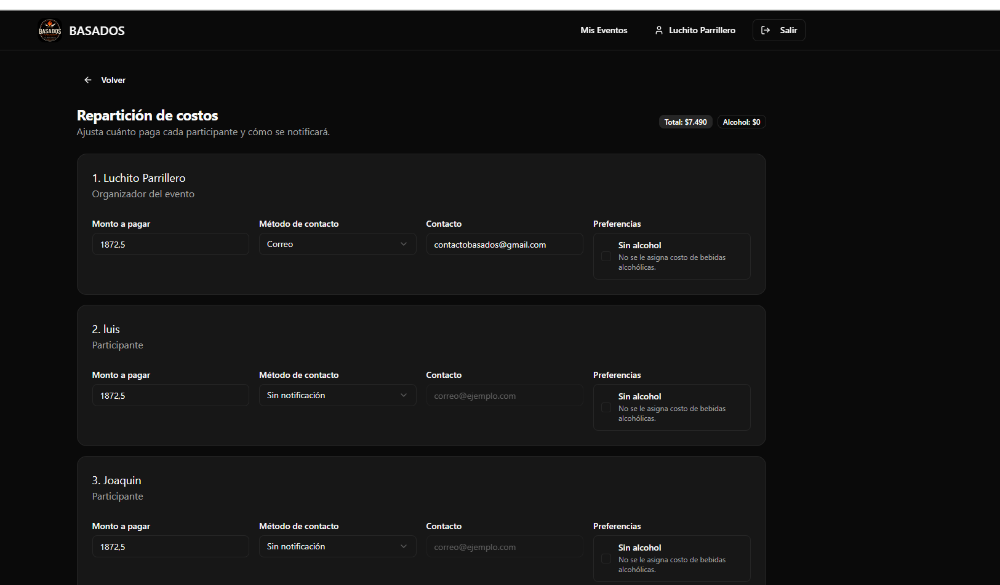 BASADOS
BASADOS
Mis Eventos
Luchito Parrillero
Salir
Volver
Repartición de costos
Ajusta cuánto paga cada participante y cómo se notificará.
Total: $7.490
Alcohol: $0
1. Luchito Parrillero
Organizador del evento
Monto a pagar
Método de contacto
Contacto
Preferencias
1872,5
Correo
contactobasados@gmail.com
Sin alcohol
No se le asigna costo de bebidas
alcohólicas.
2. luis
Participante
Monto a pagar
Método de contacto
Contacto
Preferencias
1872,5
Sin notificación
correo@ejemplo.com
Sin alcohol
No se le asigna costo de bebidas
alcohólicas.
3. Joaquin
Participante
Monto a pagar
Método de contacto
Contacto
Preferencias
1872,5
Sin notificación
correo@ejemplo.com
Sin alcohol
No se le asigna costo de bebidas
alcohólicas.